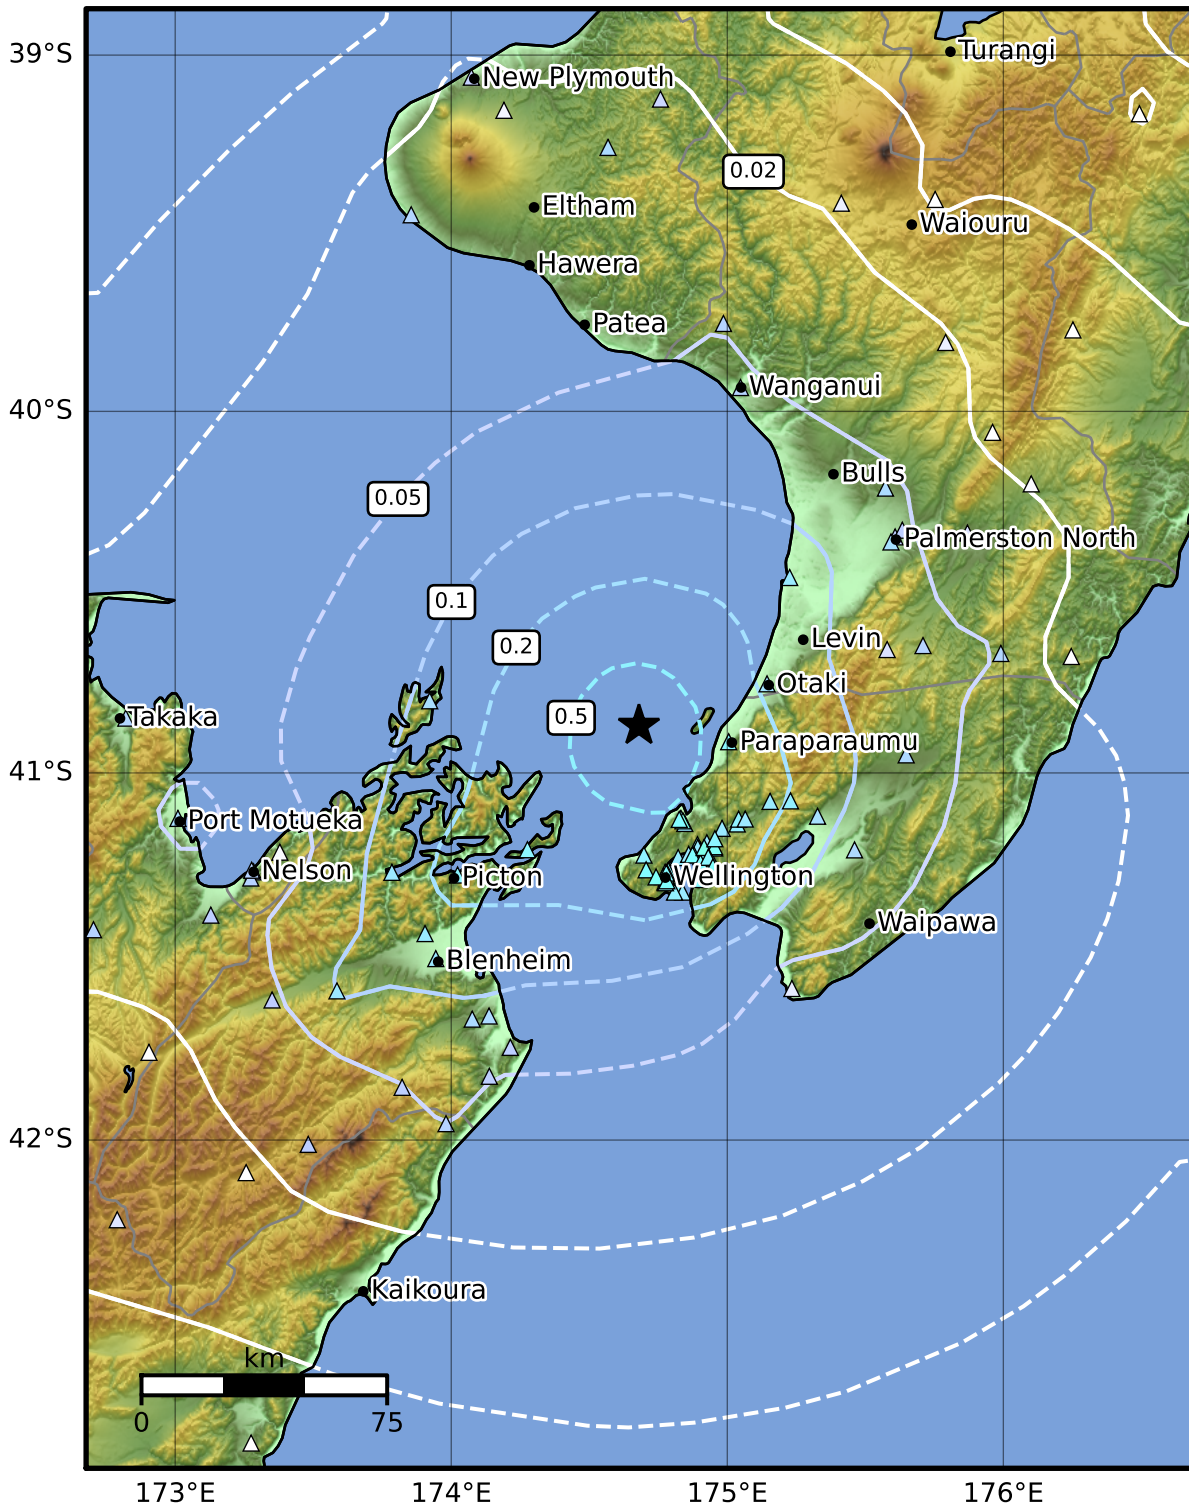 39°S
40°S
41°S
42°S
Turangi
New Plymouth
0.02
Eltham
Waiouru
Hawera
Patea
Wanganui
Bulls
0.05
Palmerston North
0.1
Levin
0.2
Otaki
0.5
Takaka
Paraparaumu
Port Motueka
Nelson
Picton
Wellington
Waipawa
Blenheim
Kaikoura
km
0
75
173°E
174°E
175°E
176°E